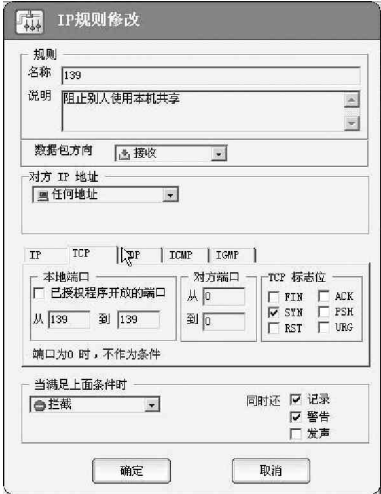 IP规则修改
规则
名称 139
说明 阻止别人使用本机共享
数据包方向 接收
对方 IP 地址
任何地址
IP TCP UDP ICMP IGMP
本地端口 对方端口 TCP 标志位
已授权程序开放的端口 从 0 FIN ACK
从 139 到 139 到 0 SYN PSH
RST URG
端口为0 时，不作为条件
当满足上面条件时
拦截 同时还 记录
警告
发声
确定 取消